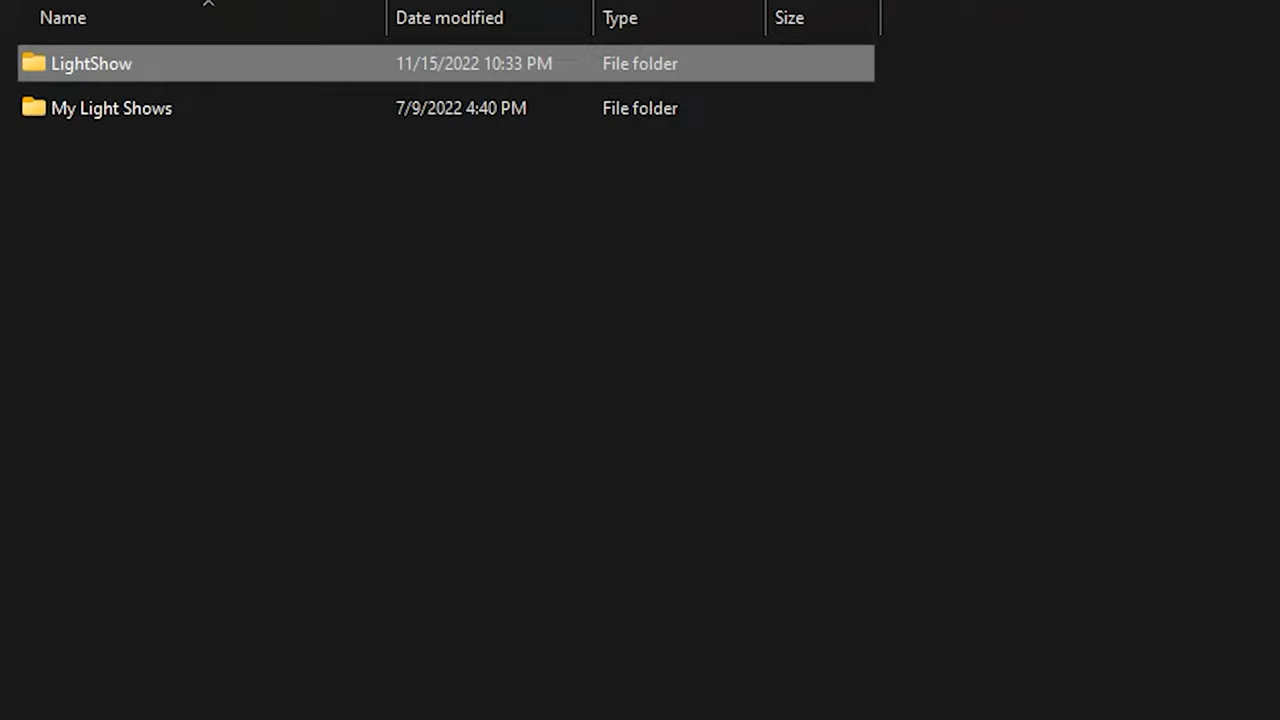 Name Date modified Type Size
LightShow 11/15/2022 10:33 PM File folder
My Light Shows 7/9/2022 4:40 PM File folder